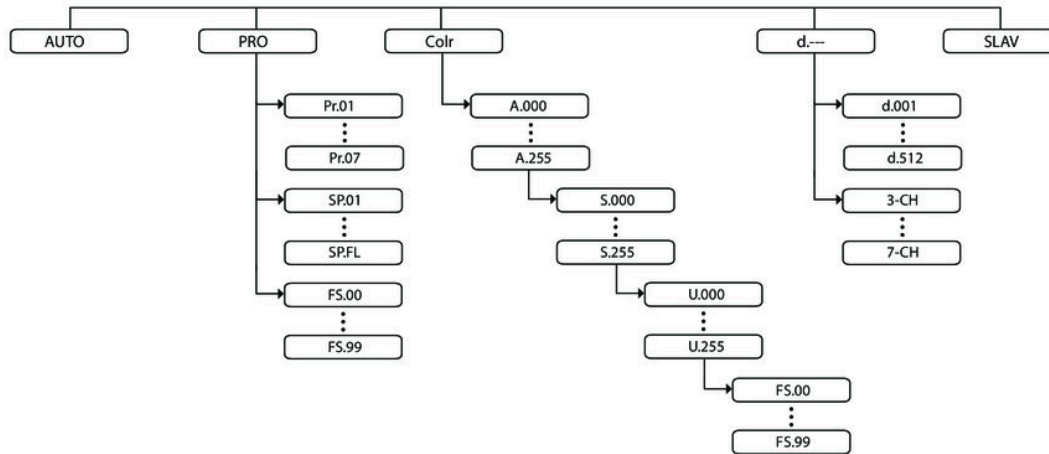 AUTO PRO Colr d.--- SLAV
Pr.01 A.000 d.001
Pr.07 A.255 d.512
SP.01 S.000 3-CH
SP.FL S.255 7-CH
FS.00 U.000
FS.99 U.255
FS.00
FS.99